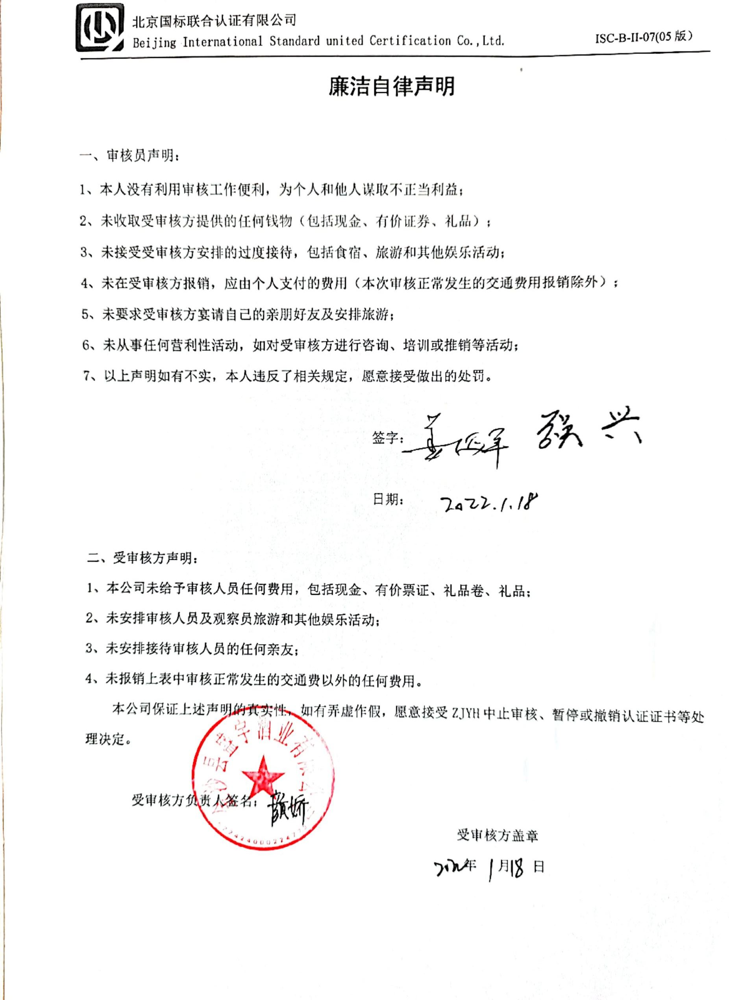 北京国标联合认证有限公司
Beijing International Standard united Certification Co.,Ltd.
ISC-B-II-07(05 版)
廉洁自律声明
一、审核员声明：
1、本人没有利用审核工作便利，为个人和他人谋取不正当利益；
2、未收取受审核方提供的任何钱物（包括现金、有价证券、礼品）；
3、未接受受审核方安排的过度接待，包括食宿、旅游和其他娱乐活动；
4、未在受审核方报销，应由个人支付的费用（本次审核正常发生的交通费用报销除外）；
5、未要求受审核方宴请自己的亲朋好友及安排旅游；
6、未从事任何营利性活动，如对受审核方进行咨询、培训或推销等活动；
7、以上声明如有不实，本人违反了相关规定，愿意接受做出的处罚。
签字：
日期： 2022.1.18
二、受审核方声明：
1、本公司未给予审核人员任何费用，包括现金、有价票证、礼品卷、礼品；
2、未安排审核人员及观察员旅游和其他娱乐活动；
3、未安排接待审核人员的任何亲友；
4、未报销上表中审核正常发生的交通费以外的任何费用。
本公司保证上述声明的真实性，如有弄虚作假，愿意接受 ZJYH 中止审核、暂停或撤销认证证书等处
理决定。
宇酒业有
受审核方负责人签名： 颜娇
受审核方盖章
2022年 1月18日